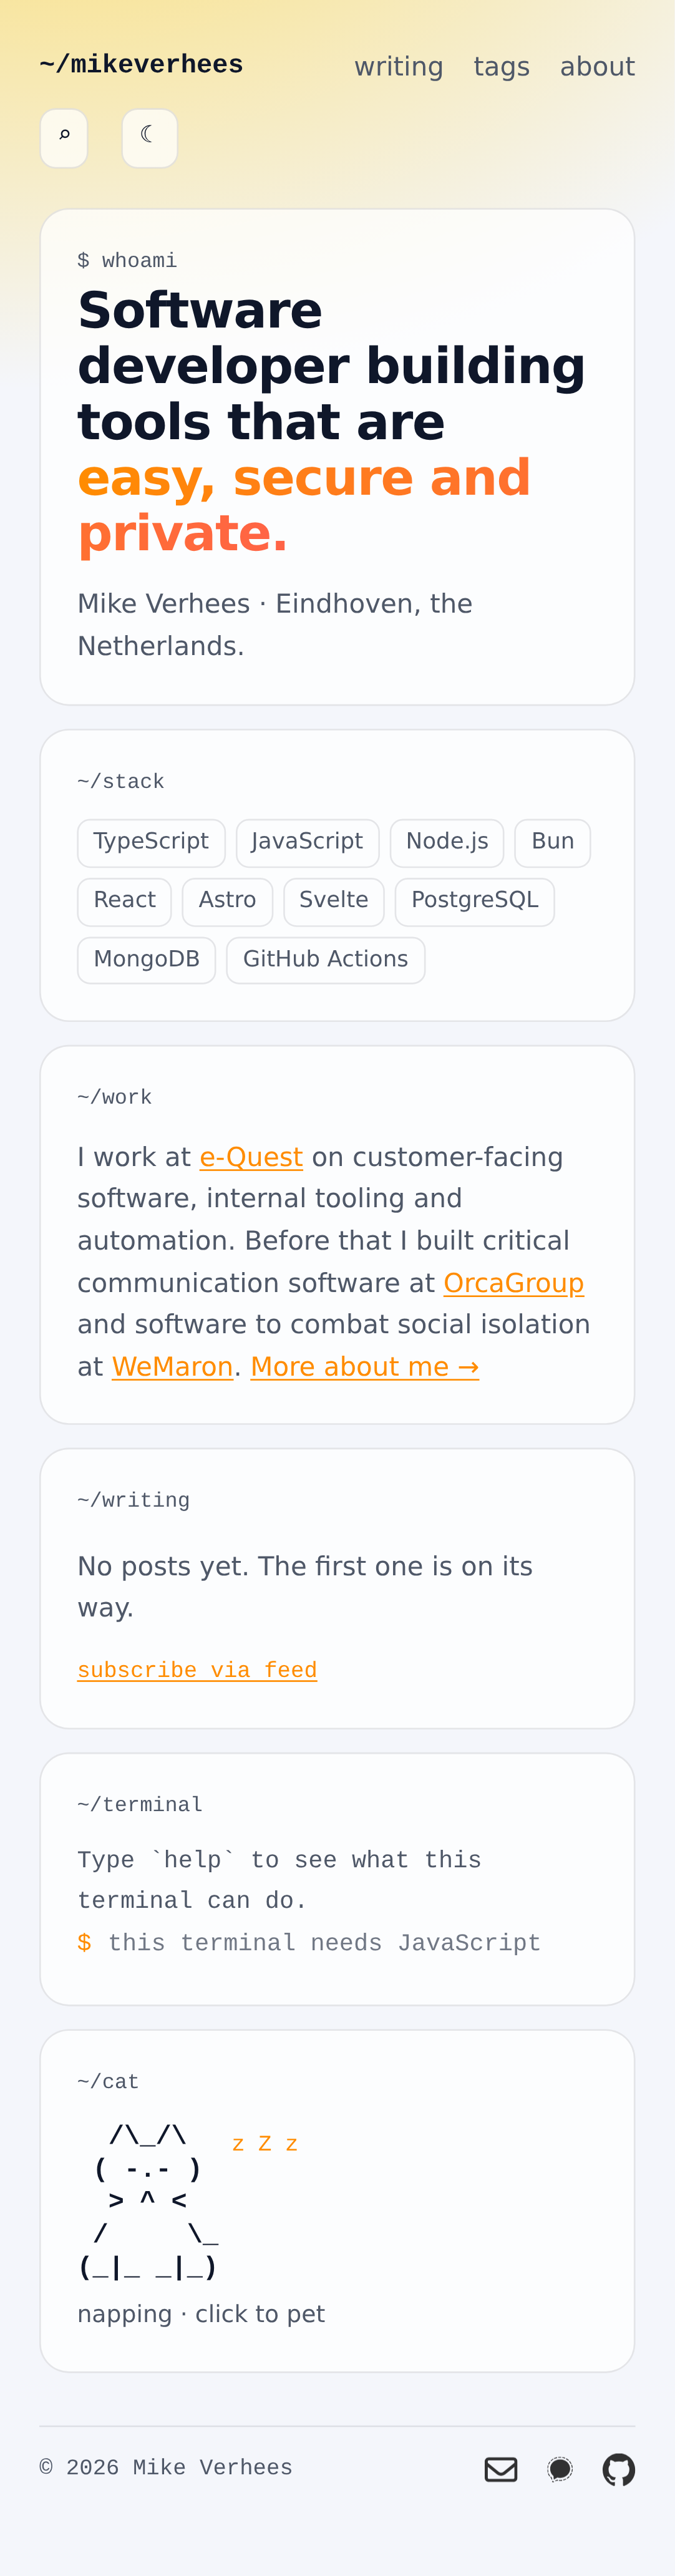 ~/mikeverhees
writing tags about
⌕ ☾
$ whoami
Software
developer building
tools that are
easy, secure and
private.
Mike Verhees · Eindhoven, the
Netherlands.
~/stack
TypeScript JavaScript Node.js Bun
React Astro Svelte PostgreSQL
MongoDB GitHub Actions
~/work
I work at e-Quest on customer-facing
software, internal tooling and
automation. Before that I built critical
communication software at OrcaGroup
and software to combat social isolation
at WeMaron. More about me →
~/writing
No posts yet. The first one is on its
way.
subscribe via feed
~/terminal
Type `help` to see what this
terminal can do.
$ this terminal needs JavaScript
~/cat
  /\_/\   z Z z
 ( -.- )
  > ^ <
 /     \_
(_|_ _|_)
napping · click to pet
© 2026 Mike Verhees